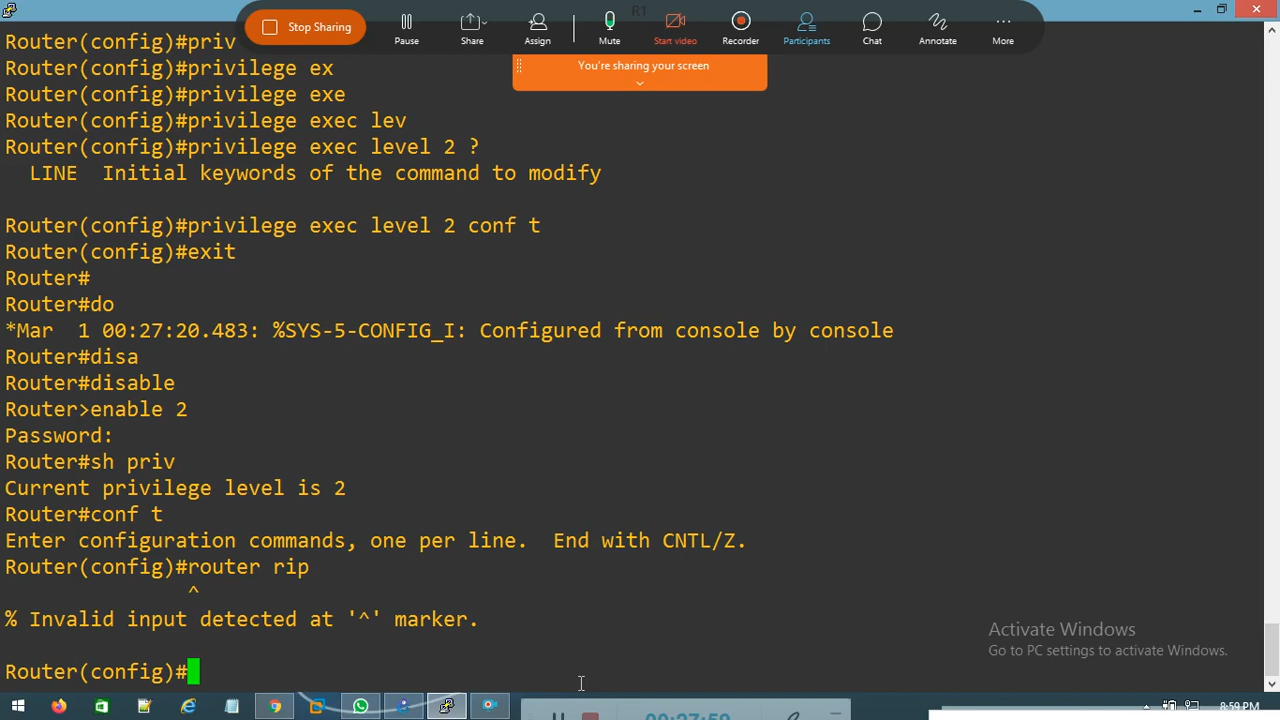 R1
Stop Sharing
Pause
Share
Assign
Mute
Start video
Recorder
Participants
Chat
Annotate
More
You're sharing your screen
Router(config)#priv
Router(config)#privilege ex
Router(config)#privilege exe
Router(config)#privilege exec lev
Router(config)#privilege exec level 2 ?
LINE  Initial keywords of the command to modify
Router(config)#privilege exec level 2 conf t
Router(config)#exit
Router#
Router#do
*Mar  1 00:27:20.483: %SYS-5-CONFIG_I: Configured from console by console
Router#disa
Router#disable
Router>enable 2
Password:
Router#sh priv
Current privilege level is 2
Router#conf t
Enter configuration commands, one per line.  End with CNTL/Z.
Router(config)#router rip
^
% Invalid input detected at '^' marker.
Router(config)#
Activate Windows
Go to PC settings to activate Windows.
00:27:59
8:59 PM